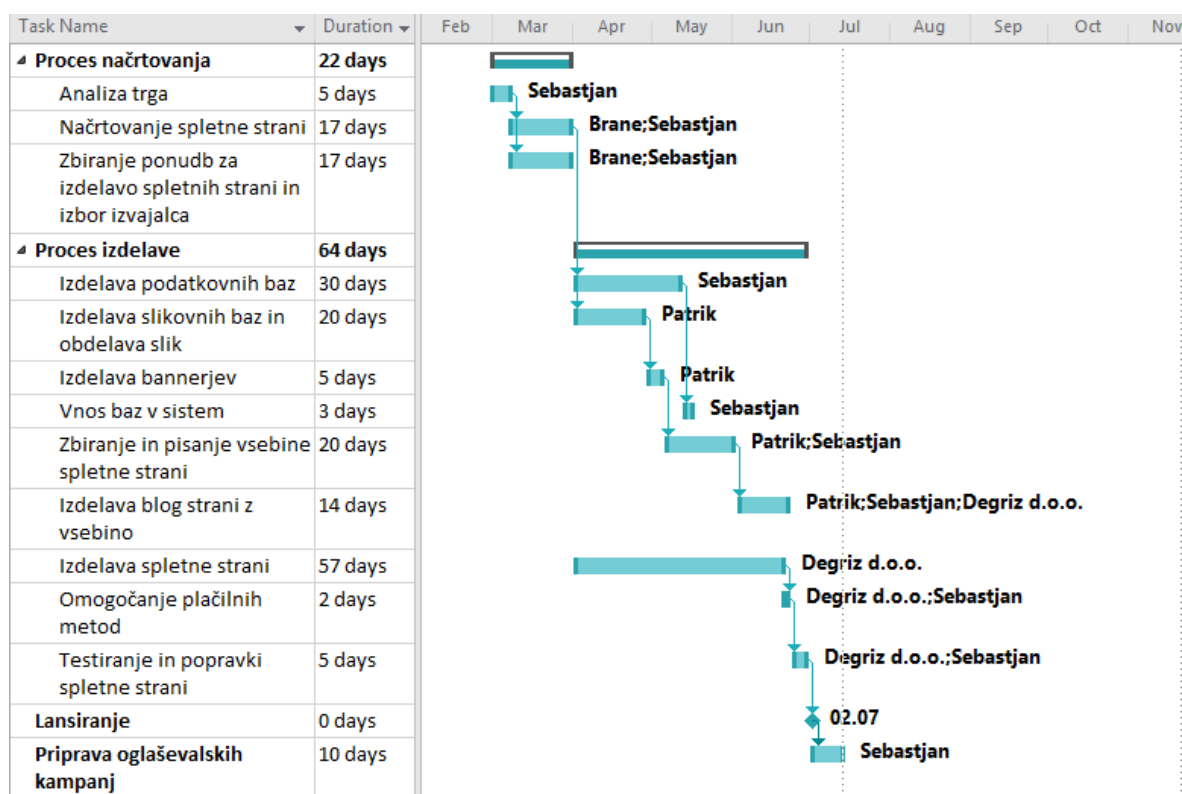 Task Name Duration Feb Mar Apr May Jun Jul Aug Sep Oct Nov
Proces načrtovanja 22 days
Analiza trga 5 days Sebastjan
Načrtovanje spletne strani 17 days Brane;Sebastjan
Zbiranje ponudb za 17 days Brane;Sebastjan
izdelavo spletnih strani in
izbor izvajalca
Proces izdelave 64 days
Izdelava podatkovnih baz 30 days Sebastjan
Izdelava slikovnih baz in 20 days Patrik
obdelava slik
Izdelava bannerjev 5 days Patrik
Vnos baz v sistem 3 days Sebastjan
Zbiranje in pisanje vsebine 20 days Patrik;Sebastjan
spletne strani
Izdelava blog strani z 14 days Patrik;Sebastjan;Degriz d.o.o.
vsebino
Izdelava spletne strani 57 days Degriz d.o.o.
Omogočanje plačilnih 2 days Degriz d.o.o.;Sebastjan
metod
Testiranje in popravki 5 days Degriz d.o.o.;Sebastjan
spletne strani
Lansiranje 0 days 02.07
Priprava oglaševalskih 10 days Sebastjan
kampanj